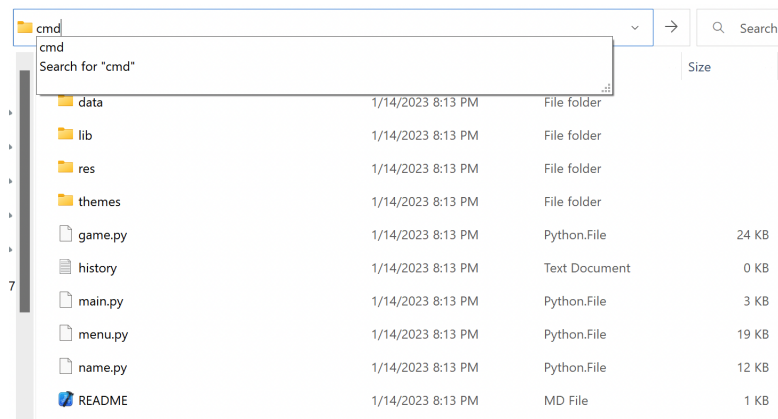 cmd
Search
cmd
Search for "cmd"
Size
data 1/14/2023 8:13 PM File folder
lib 1/14/2023 8:13 PM File folder
res 1/14/2023 8:13 PM File folder
themes 1/14/2023 8:13 PM File folder
game.py 1/14/2023 8:13 PM Python.File 24 KB
history 1/14/2023 8:13 PM Text Document 0 KB
7
main.py 1/14/2023 8:13 PM Python.File 3 KB
menu.py 1/14/2023 8:13 PM Python.File 19 KB
name.py 1/14/2023 8:13 PM Python.File 12 KB
README 1/14/2023 8:13 PM MD File 1 KB